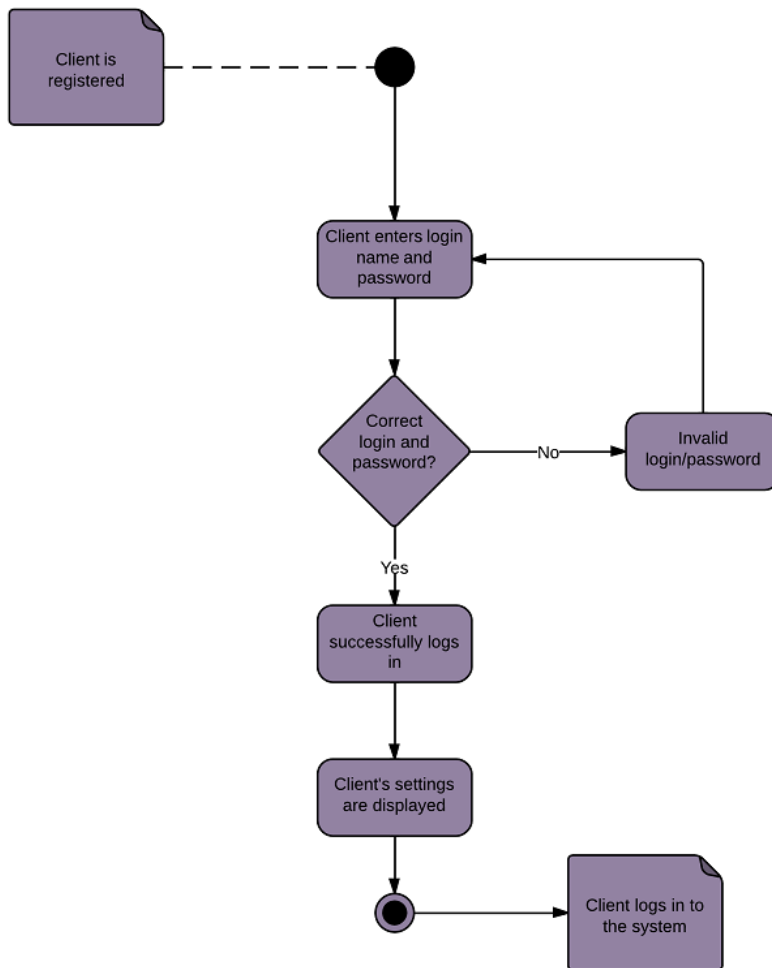 Client is
registered
Client enters login
name and
password
Correct
login and
password?
No
Invalid
login/password
Yes
Client
successfully logs
in
Client's settings
are displayed
Client logs in to
the system